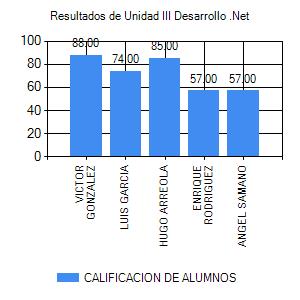 Resultados de Unidad III Desarrollo .Net
100
80
60
40
20
0
88.00
74.00
85.00
57.00
57.00
VICTOR
GONZALEZ
LUIS GARCIA
HUGO ARREOLA
ENRIQUE
RODRIGUEZ
ANGEL SAMANO
CALIFICACION DE ALUMNOS